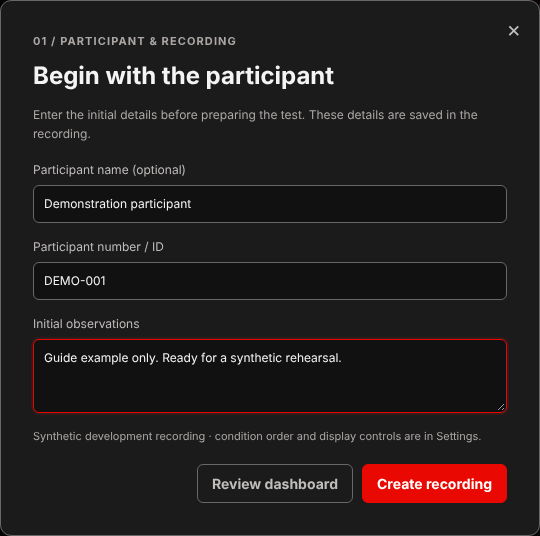 01 / PARTICIPANT & RECORDING
Begin with the participant
Enter the initial details before preparing the test. These details are saved in the
recording.
Participant name (optional)
Demonstration participant
Participant number / ID
DEMO-001
Initial observations
Guide example only. Ready for a synthetic rehearsal.
Synthetic development recording · condition order and display controls are in Settings.
Review dashboard
Create recording